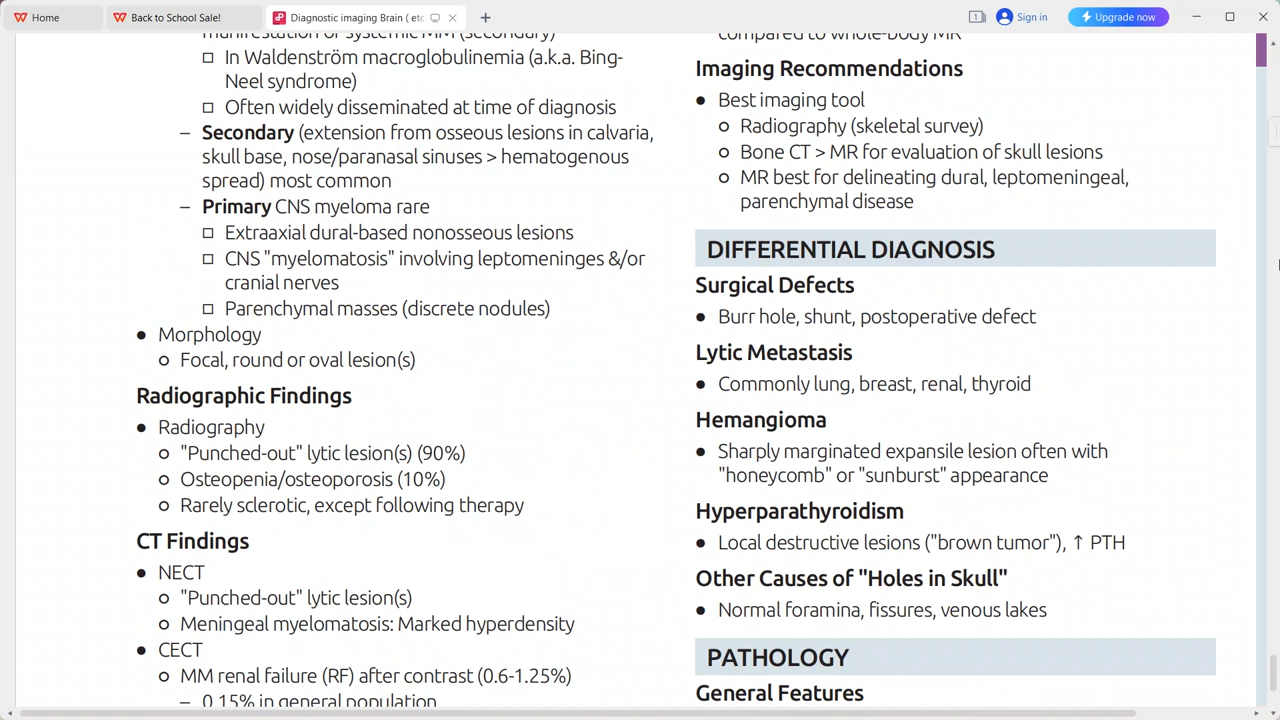 Home
Back to School Sale!
Diagnostic imaging Brain ( etc
1
Sign in
Upgrade now
manifestation of systemic MM (secondary)
□ In Waldenström macroglobulinemia (a.k.a. Bing-
Neel syndrome)
□ Often widely disseminated at time of diagnosis
– Secondary (extension from osseous lesions in calvaria,
skull base, nose/paranasal sinuses > hematogenous
spread) most common
– Primary CNS myeloma rare
□ Extraaxial dural-based nonosseous lesions
□ CNS "myelomatosis" involving leptomeninges &/or
cranial nerves
□ Parenchymal masses (discrete nodules)
● Morphology
○ Focal, round or oval lesion(s)
Radiographic Findings
● Radiography
○ "Punched-out" lytic lesion(s) (90%)
○ Osteopenia/osteoporosis (10%)
○ Rarely sclerotic, except following therapy
CT Findings
● NECT
○ "Punched-out" lytic lesion(s)
○ Meningeal myelomatosis: Marked hyperdensity
● CECT
○ MM renal failure (RF) after contrast (0.6-1.25%)
– 0.15% in general population
compared to whole-body MR
Imaging Recommendations
● Best imaging tool
○ Radiography (skeletal survey)
○ Bone CT > MR for evaluation of skull lesions
○ MR best for delineating dural, leptomeningeal,
parenchymal disease
DIFFERENTIAL DIAGNOSIS
Surgical Defects
● Burr hole, shunt, postoperative defect
Lytic Metastasis
● Commonly lung, breast, renal, thyroid
Hemangioma
● Sharply marginated expansile lesion often with
"honeycomb" or "sunburst" appearance
Hyperparathyroidism
● Local destructive lesions ("brown tumor"), ↑ PTH
Other Causes of "Holes in Skull"
● Normal foramina, fissures, venous lakes
PATHOLOGY
General Features